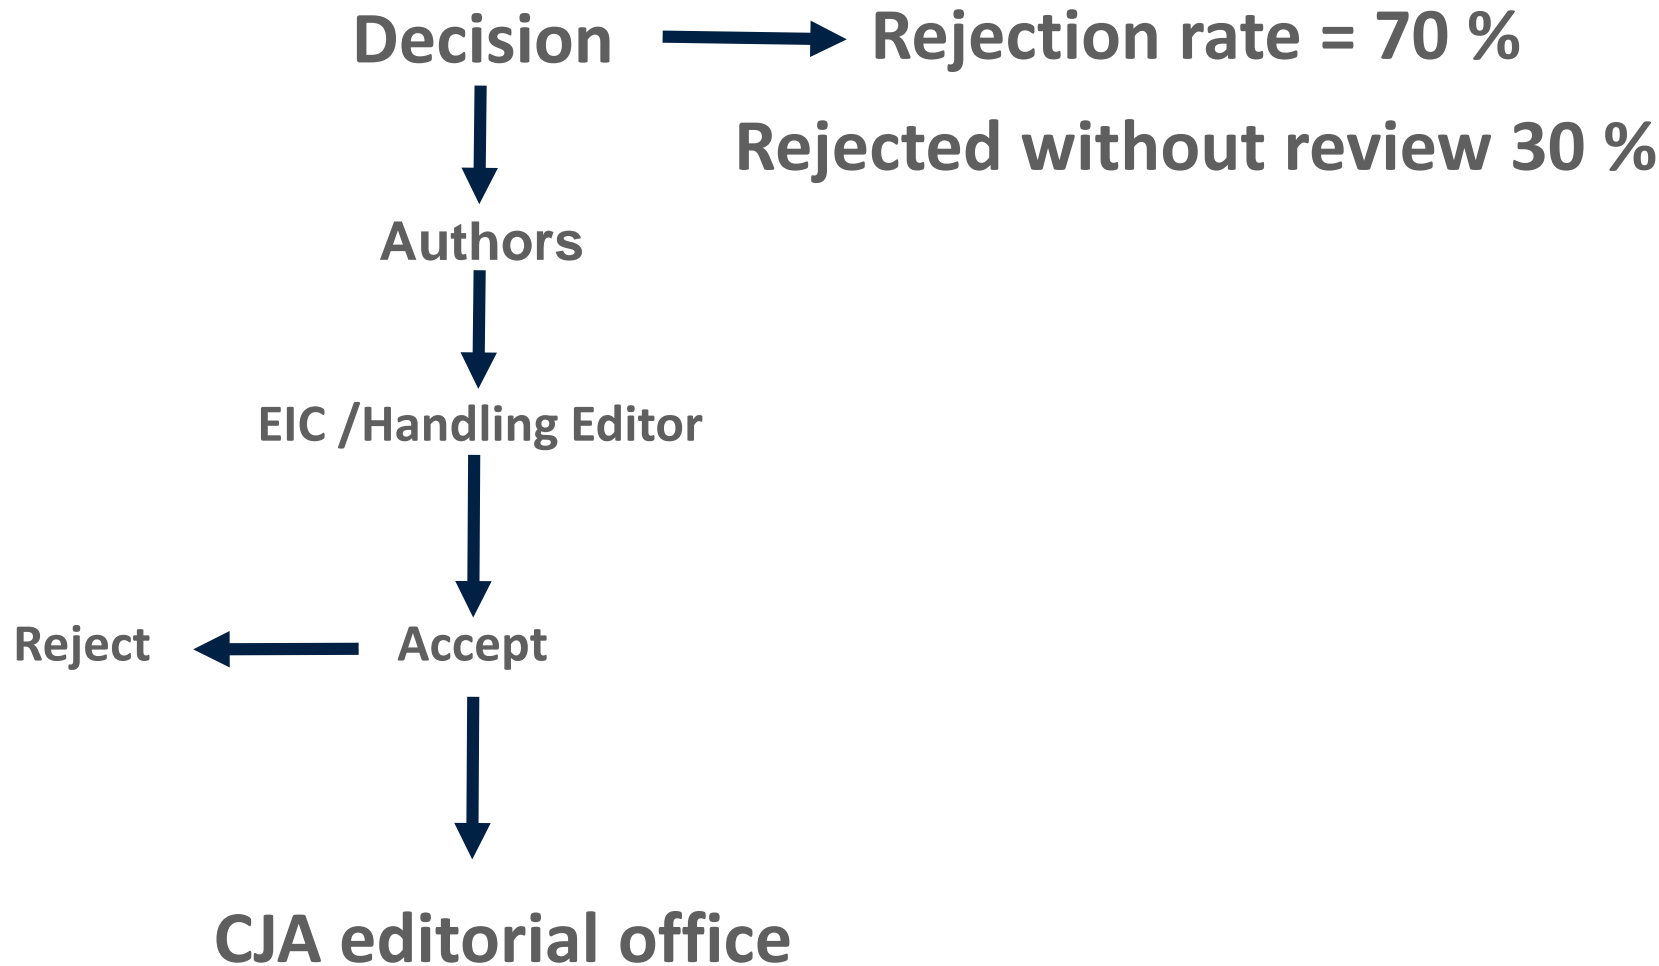 Decision
Rejection rate = 70 %
Rejected without review 30 %
Authors
EIC /Handling Editor
Reject
Accept
CJA editorial office